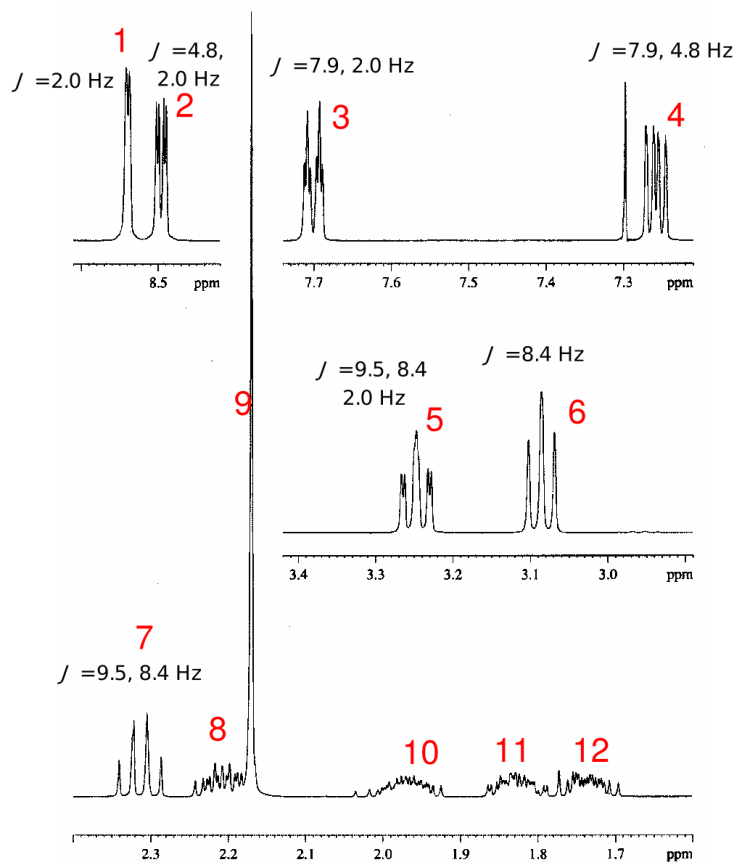 1
J =4.8,
J =2.0 Hz
2.0 Hz
2
J =7.9, 2.0 Hz
3
J =7.9, 4.8 Hz
4
8.5 ppm
7.7 7.6 7.5 7.4 7.3 ppm
J =9.5, 8.4
2.0 Hz
5
J =8.4 Hz
6
9
3.4 3.3 3.2 3.1 3.0 ppm
7
J =9.5, 8.4 Hz
8
10
11
12
2.3 2.2 2.1 2.0 1.9 1.8 1.7 ppm